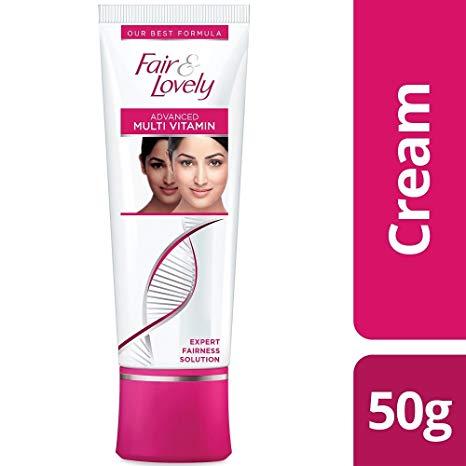 OUR BEST FORMULA
Fair &
Lovely
ADVANCED
MULTI VITAMIN
EXPERT
FAIRNESS
SOLUTION
Cream
50g